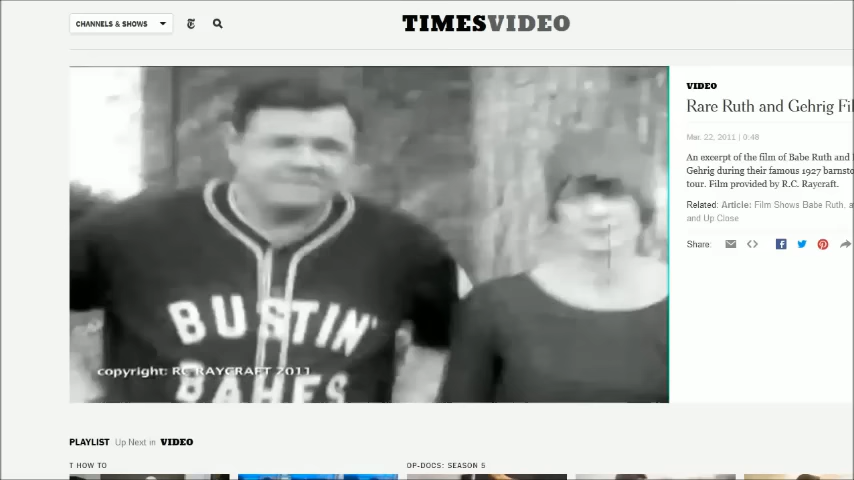 CHANNELS & SHOWS
TIMESVIDEO
VIDEO
Rare Ruth and Gehrig
Mar. 22, 2011 | 0:48
An excerpt of the film of Babe Ruth and
Gehrig during their famous 1927
tour. Film provided by R.C. Raycraft.
Related: Article: Film Shows Babe Ruth,
and Up Close
Share:
BUSTIN'
copyright: RC RAYCRAFT 2011
BABES
PLAYLIST Up Next in VIDEO
T HOW TO
OP-DOCS: SEASON 5